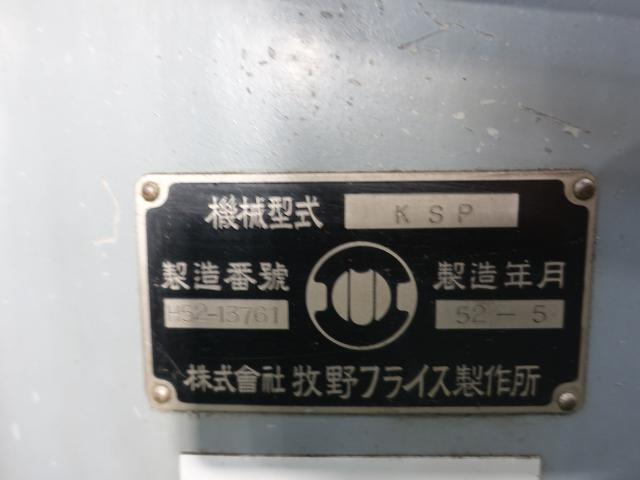 機械型式 KSP
製造番號 製造年月
H52-13761 52-5
株式會社 牧野フライス製作所